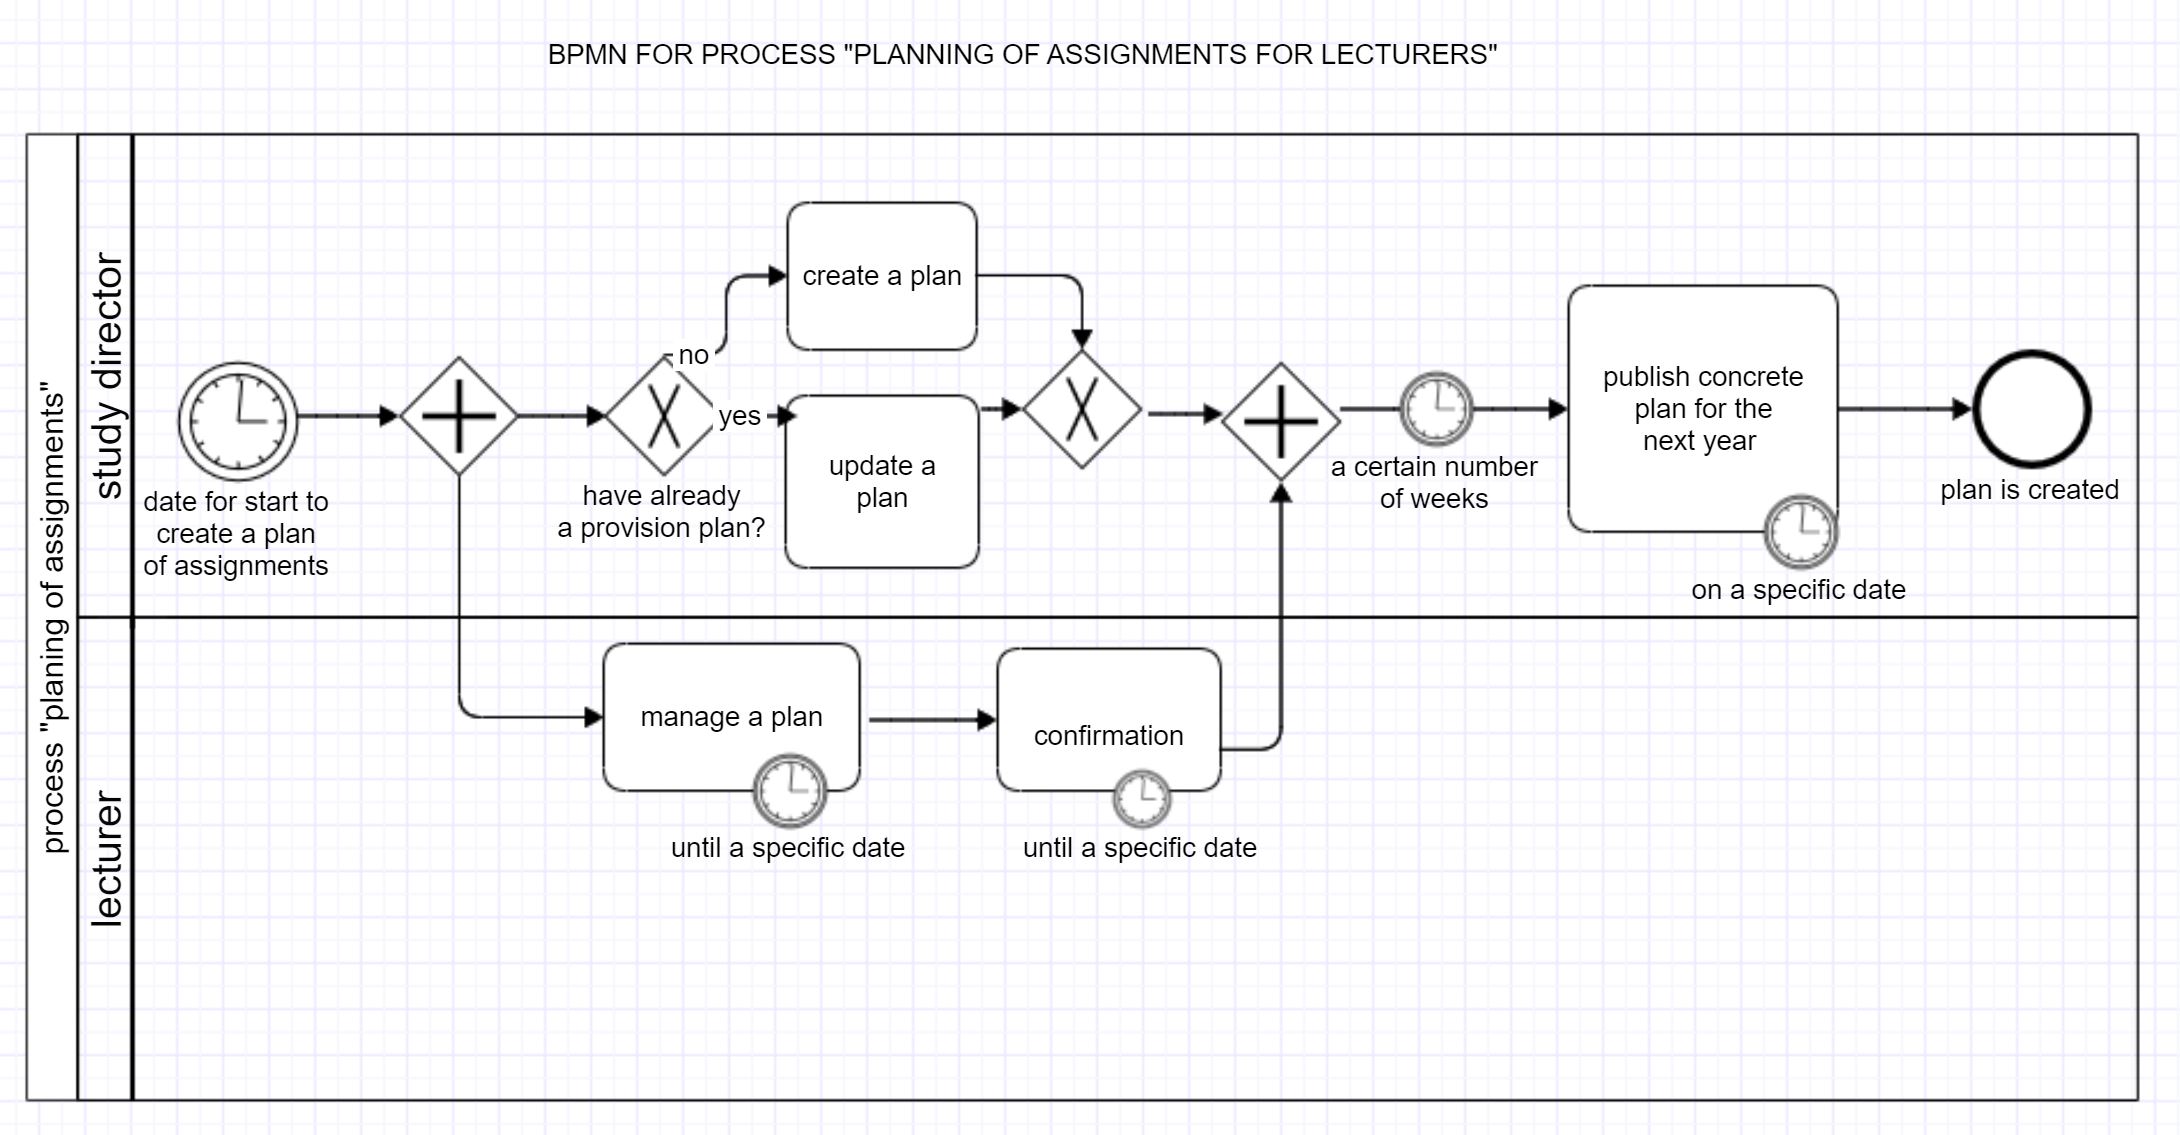 BPMN FOR PROCESS "PLANNING OF ASSIGNMENTS FOR LECTURERS"
process "planing of assignments"
study director
date for start to
create a plan
of assignments
have already
a provision plan?
no
yes
create a plan
update a
plan
a certain number
of weeks
publish concrete
plan for the
next year
on a specific date
plan is created
lecturer
manage a plan
until a specific date
confirmation
until a specific date